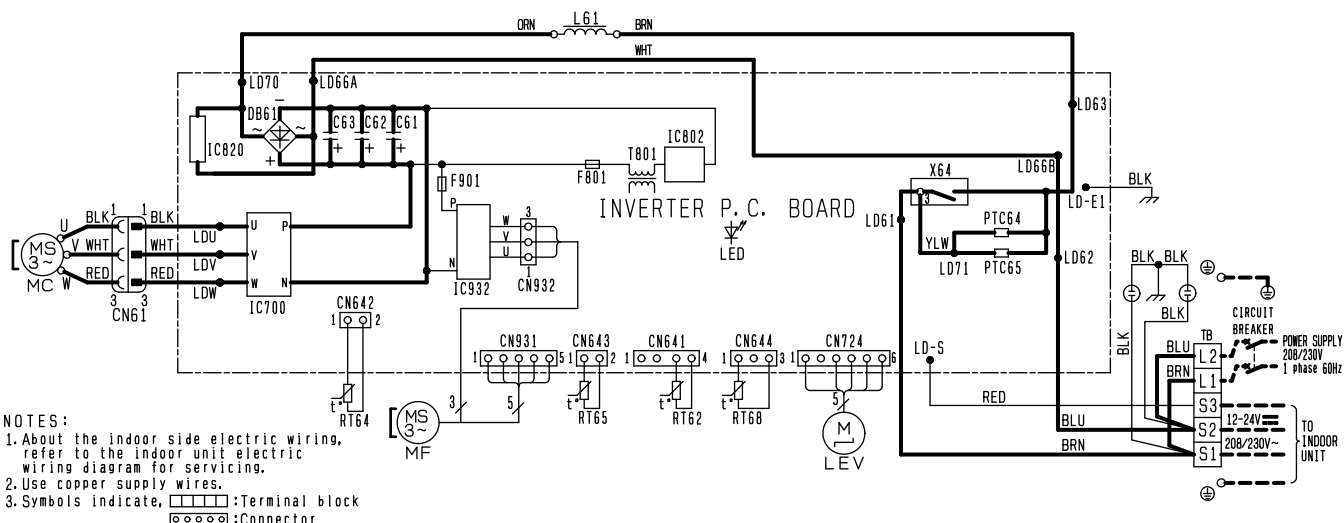 L61
ORN
BRN
WHT
LD70
LD66A
LD63
DB61
−
~
~
+
C63
C62
C61
+
+
+
IC820
T801
IC802
F801
F901
X64
3
LD66B
LD-E1
BLK
INVERTER P. C. BOARD
LED
LD61
PTC64
YLW
LD71
PTC65
LD62
U
V
W
MS
3~
MC
1
1
BLK
WHT
RED
BLK
WHT
RED
3
3
CN61
LDU
LDV
LDW
U
V
W
P
N
IC700
P
N
IC932
W
V
U
3
1
CN932
CN642
1
2
t°
RT64
CN931
1
5
CN643
1
2
t°
RT65
CN641
1
4
t°
RT62
CN644
1
3
t°
RT68
CN724
1
6
5
M
LEV
3
5
MS
3~
MF
LD-S
RED
BLU
BRN
BLK
BLK
BLK
BLK
BLU
BRN
TB
L2
L1
S3
S2
S1
CIRCUIT
BREAKER
POWER SUPPLY
208/230V
1 phase 60Hz
12-24V
208/230V~
TO
INDOOR
UNIT
NOTES:
1. About the indoor side electric wiring,
refer to the indoor unit electric
wiring diagram for servicing.
2. Use copper supply wires.
3. Symbols indicate, :Terminal block
:Connector